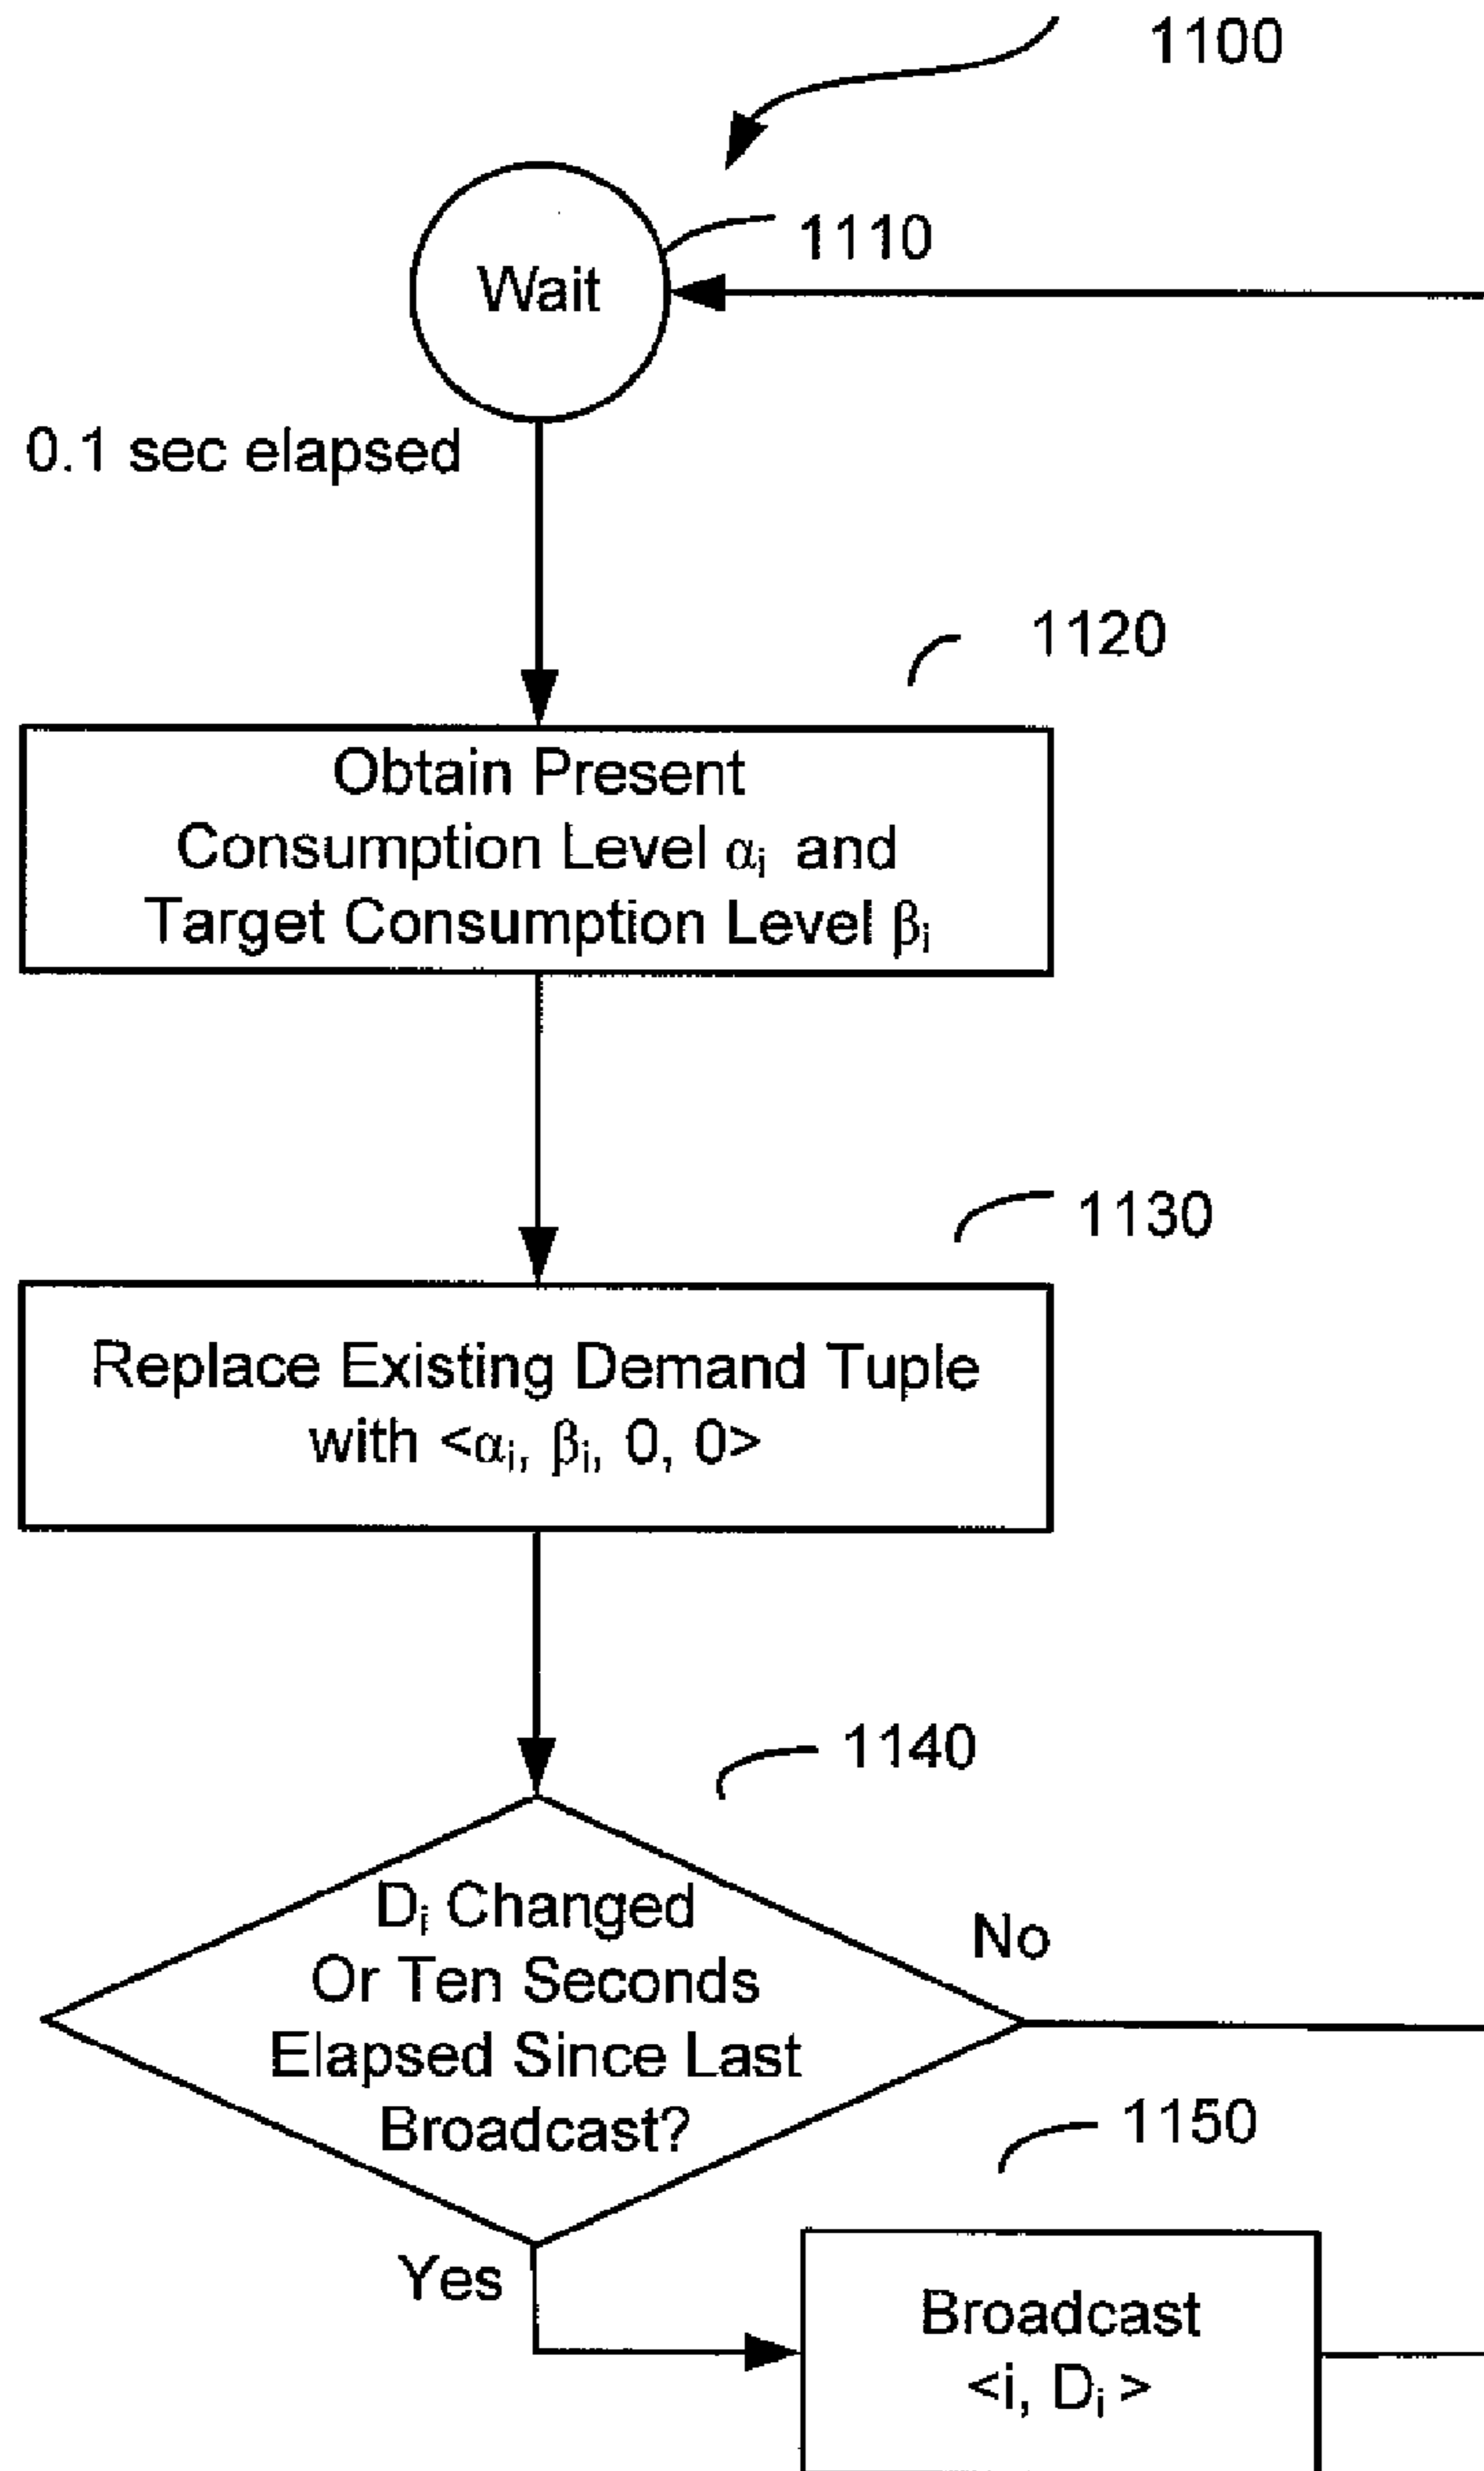 1100
1110
Wait
0.1 sec elapsed
1120
Obtain Present
Consumption Level αᵢ and
Target Consumption Level βᵢ
1130
Replace Existing Demand Tuple
with <αᵢ, βᵢ, 0, 0>
1140
Dᵢ Changed
Or Ten Seconds
Elapsed Since Last
Broadcast?
No
1150
Yes
Broadcast
<i, Dᵢ >